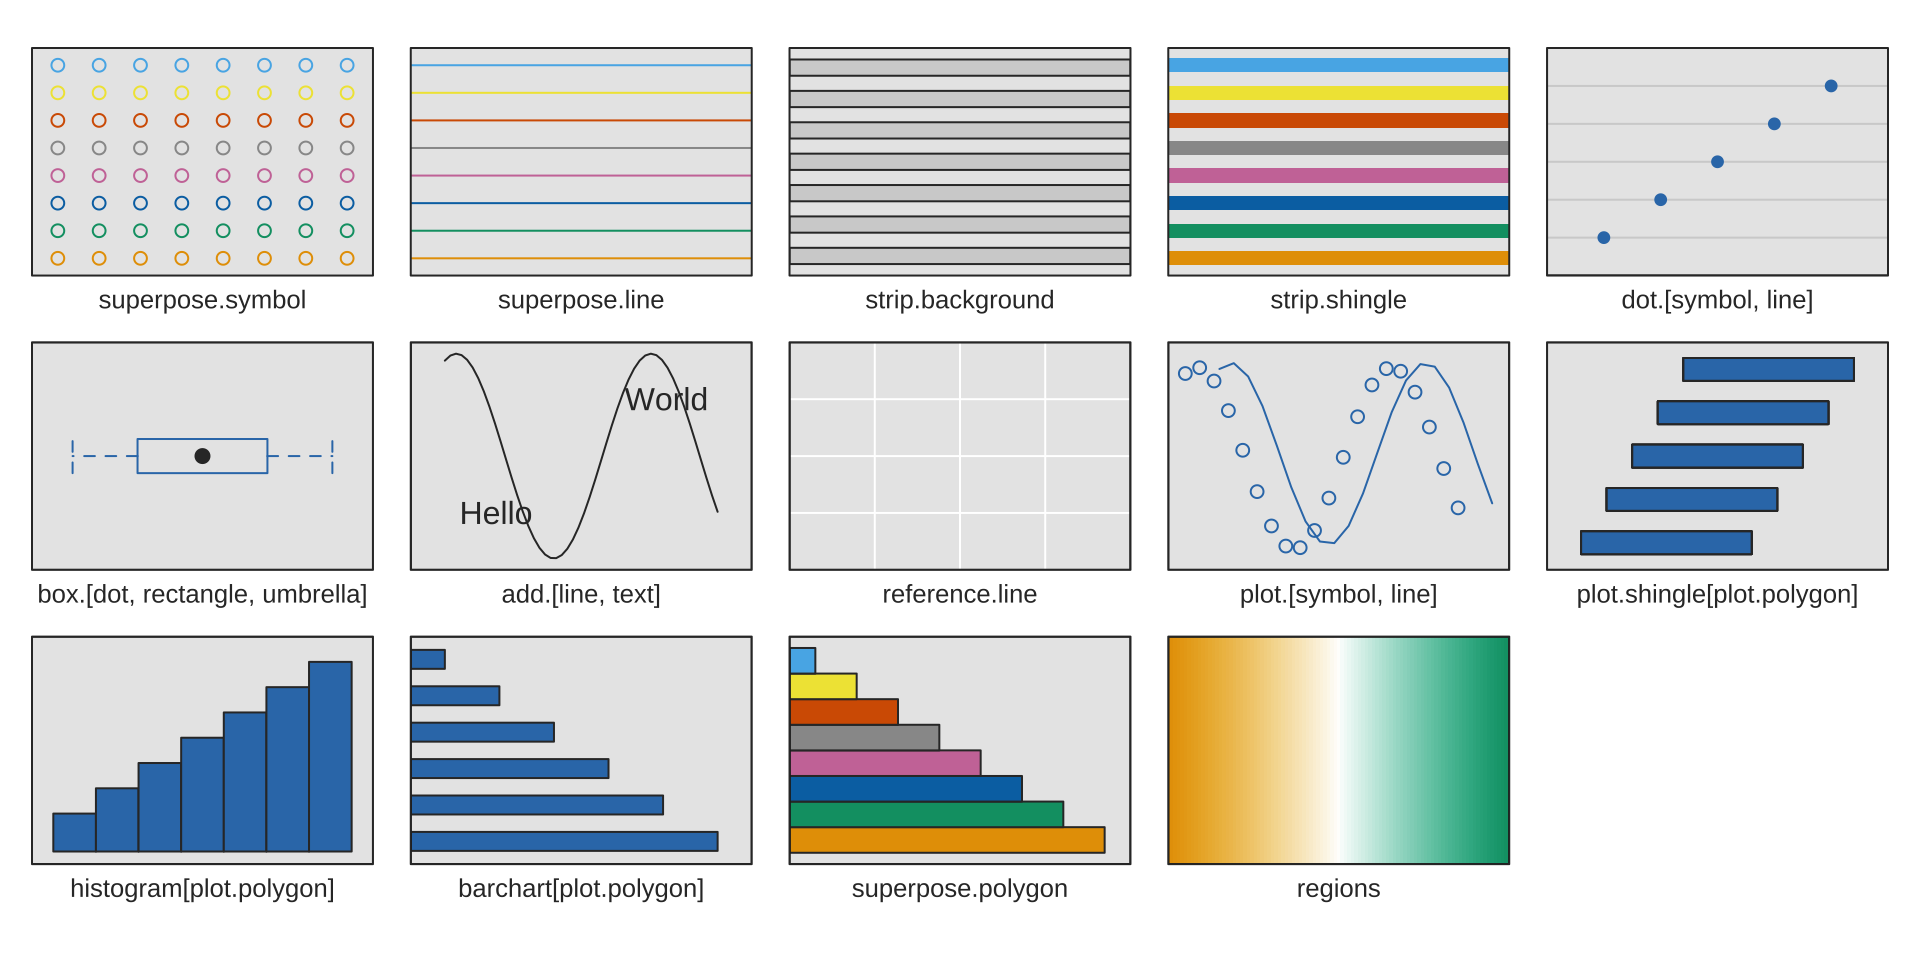 superpose.symbol
superpose.line
strip.background
strip.shingle
dot.[symbol, line]
World
Hello
box.[dot, rectangle, umbrella]
add.[line, text]
reference.line
plot.[symbol, line]
plot.shingle[plot.polygon]
histogram[plot.polygon]
barchart[plot.polygon]
superpose.polygon
regions